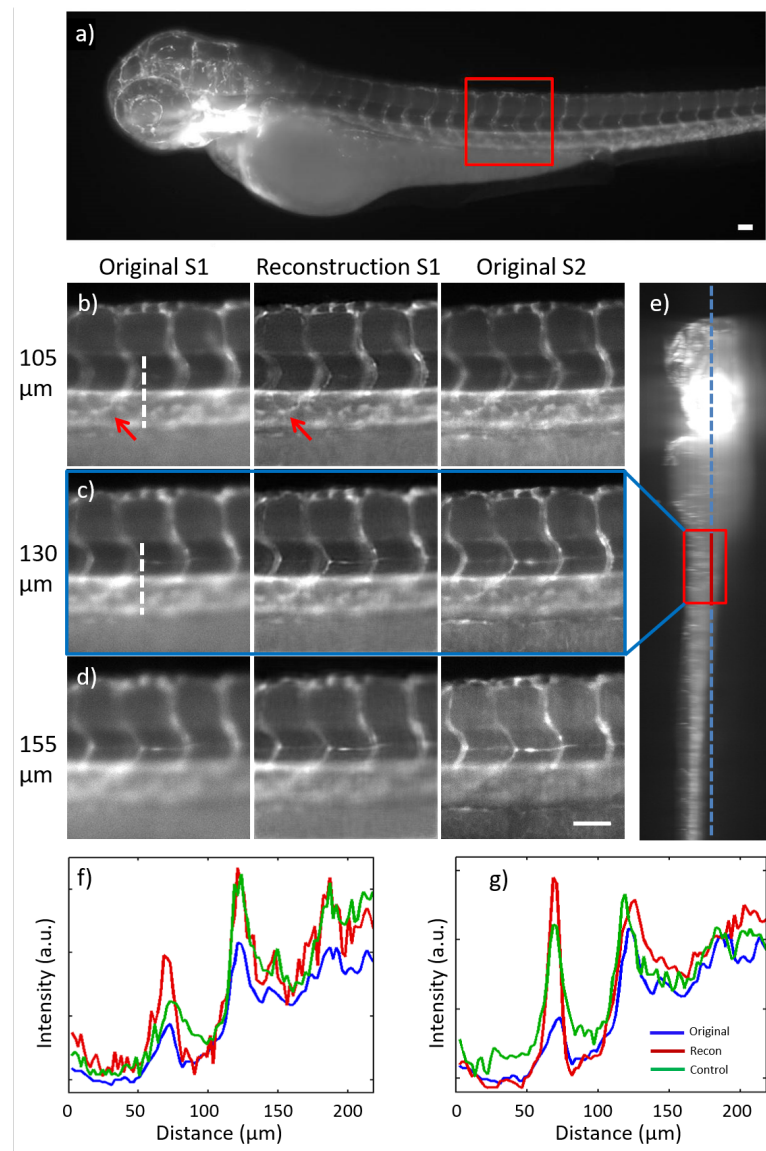 a)
Original S1 Reconstruction S1 Original S2
b)
e)
105
μm
c)
130
μm
d)
155
μm
f)
g)
Intensity (a.u.)
Intensity (a.u.)
Original
Recon
Control
0 50 100 150 200
0 50 100 150 200
Distance (μm)
Distance (μm)